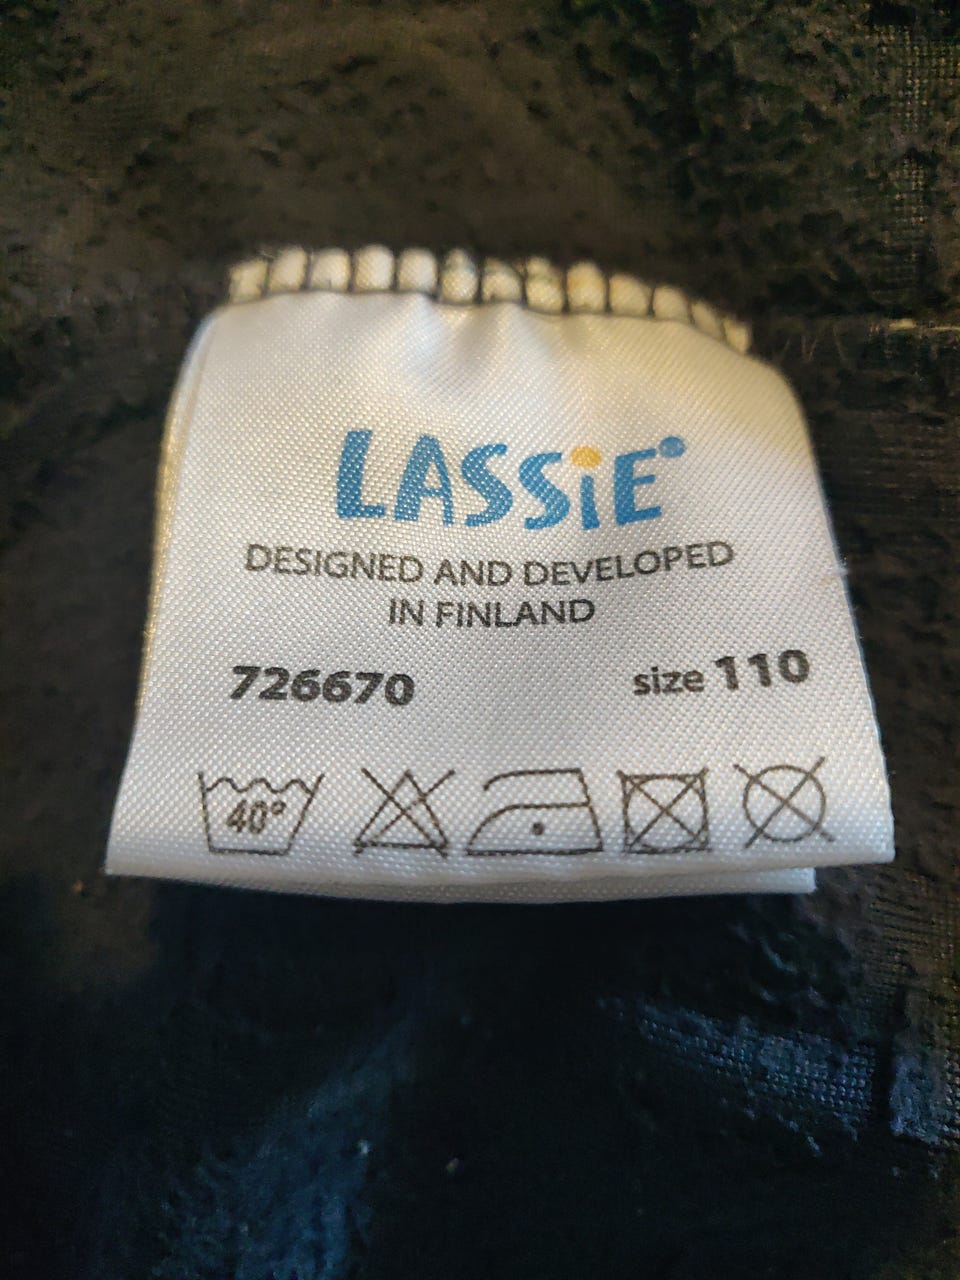 LASSiE
DESIGNED AND DEVELOPED
IN FINLAND
726670 size 110
40°